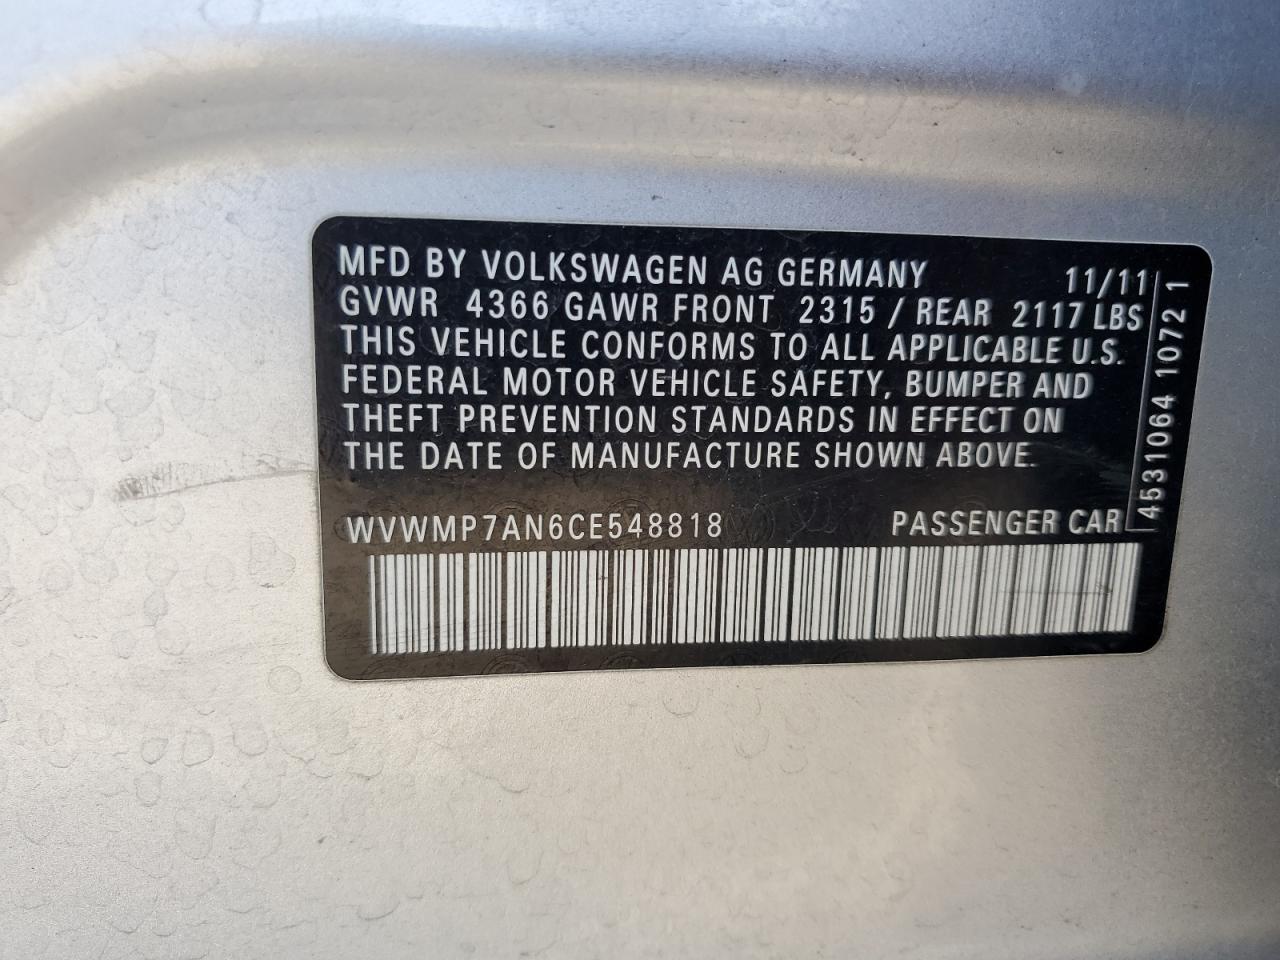 MFD BY VOLKSWAGEN AG GERMANY 11/11
GVWR 4366 GAWR FRONT 2315 / REAR 2117 LBS
THIS VEHICLE CONFORMS TO ALL APPLICABLE U.S.
FEDERAL MOTOR VEHICLE SAFETY, BUMPER AND
THEFT PREVENTION STANDARDS IN EFFECT ON
THE DATE OF MANUFACTURE SHOWN ABOVE.
WVWMP7AN6CE548818 PASSENGER CAR
4531064 1072 1